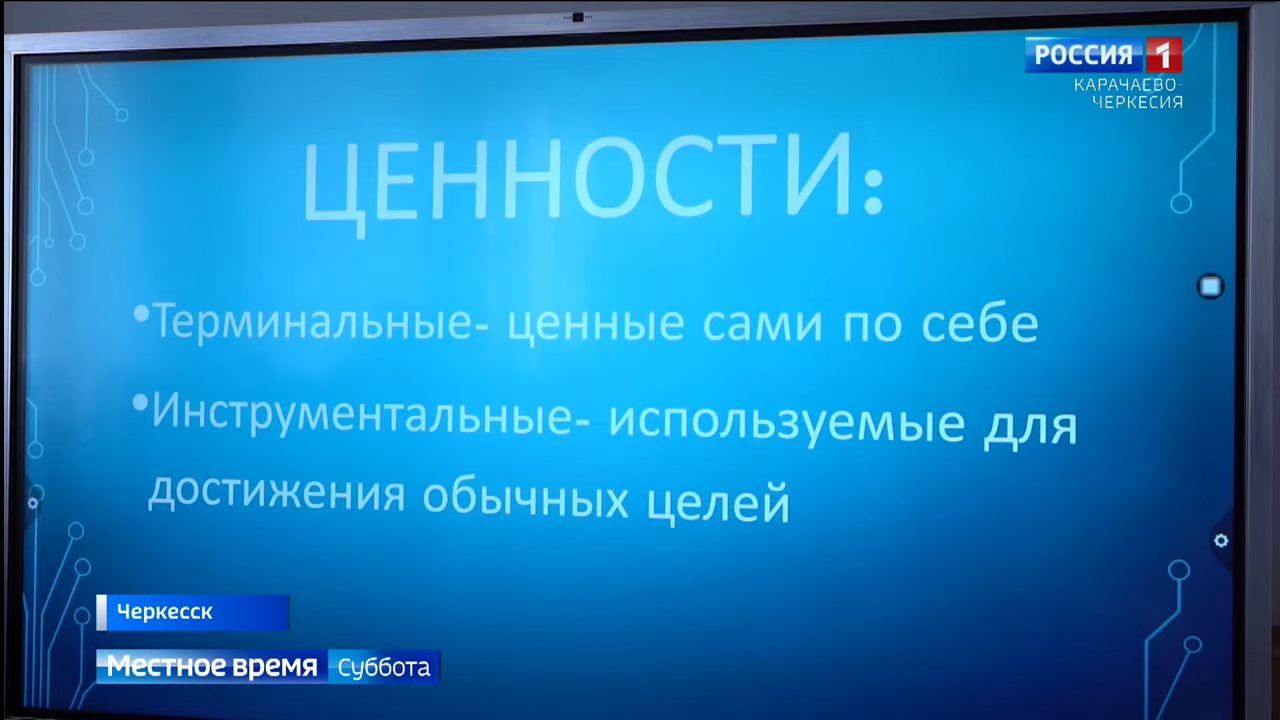 РОССИЯ 1
КАРАЧАЕВО-
ЧЕРКЕСИЯ
ЦЕННОСТИ:
•Терминальные- ценные сами по себе
•Инструментальные- используемые для
достижения обычных целей
Черкесск
Местное время Суббота